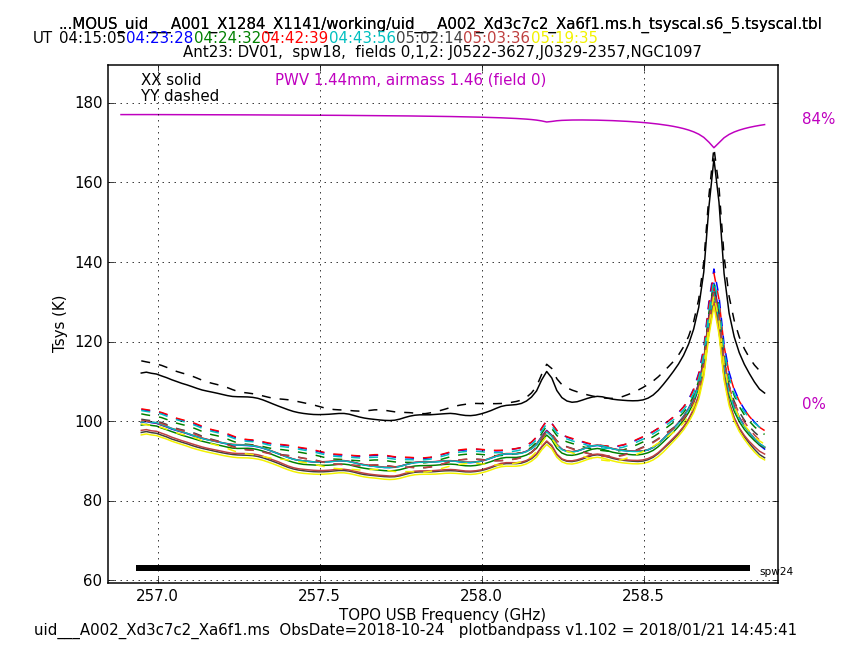 ...MOUS_uid___A001_X1284_X1141/working/uid___A002_Xd3c7c2_Xa6f1.ms.h_tsyscal.s6_5.tsyscal.tbl
UT 04:15:05 04:23:28 04:24:32 04:42:39 04:43:56 05:02:14 05:03:36 05:19:35
Ant23: DV01, spw18, fields 0,1,2: J0522-3627,J0329-2357,NGC1097
XX solid
PWV 1.44mm, airmass 1.46 (field 0)
YY dashed
84%
0%
180
160
140
120
100
80
60
Tsys (K)
spw24
257.0 257.5 258.0 258.5
TOPO USB Frequency (GHz)
uid___A002_Xd3c7c2_Xa6f1.ms ObsDate=2018-10-24 plotbandpass v1.102 = 2018/01/21 14:45:41